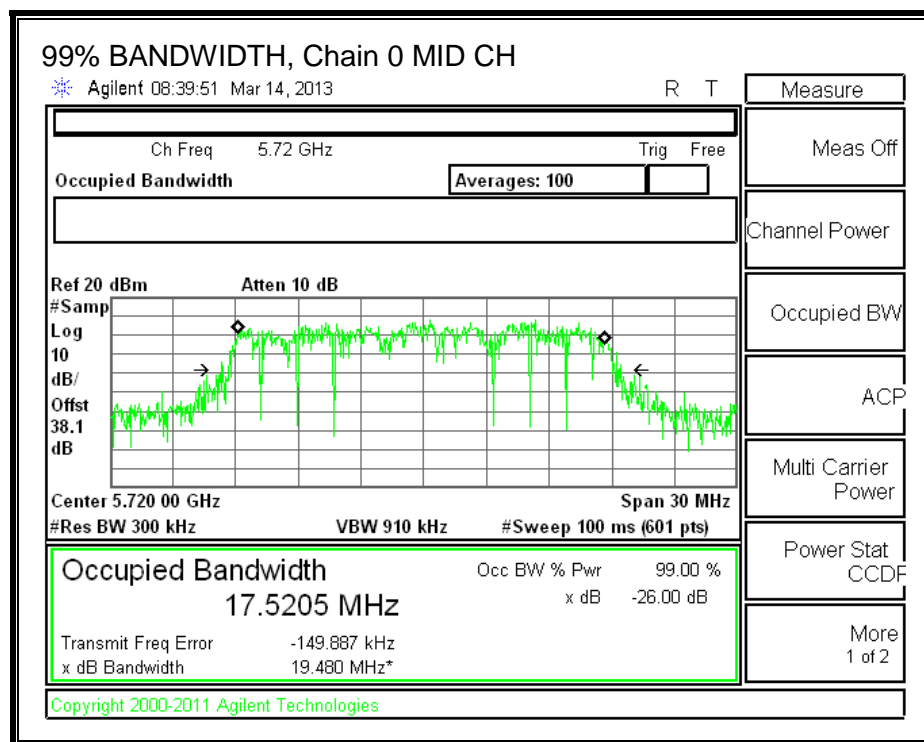 99% BANDWIDTH, Chain 0 MID CH
Agilent 08:39:51 Mar 14, 2013 R T
Measure
Ch Freq 5.72 GHz Trig Free
Occupied Bandwidth Averages: 100
Meas Off
Channel Power
Occupied BW
ACP
Multi Carrier
Power
Power Stat
CCDF
More
1 of 2
Ref 20 dBm Atten 10 dB
#Samp
Log
10
dB/
Offst
38.1
dB
Center 5.720 00 GHz Span 30 MHz
#Res BW 300 kHz VBW 910 kHz #Sweep 100 ms (601 pts)
Occupied Bandwidth Occ BW % Pwr 99.00 %
17.5205 MHz x dB -26.00 dB
Transmit Freq Error -149.887 kHz
x dB Bandwidth 19.480 MHz*
Copyright 2000-2011 Agilent Technologies